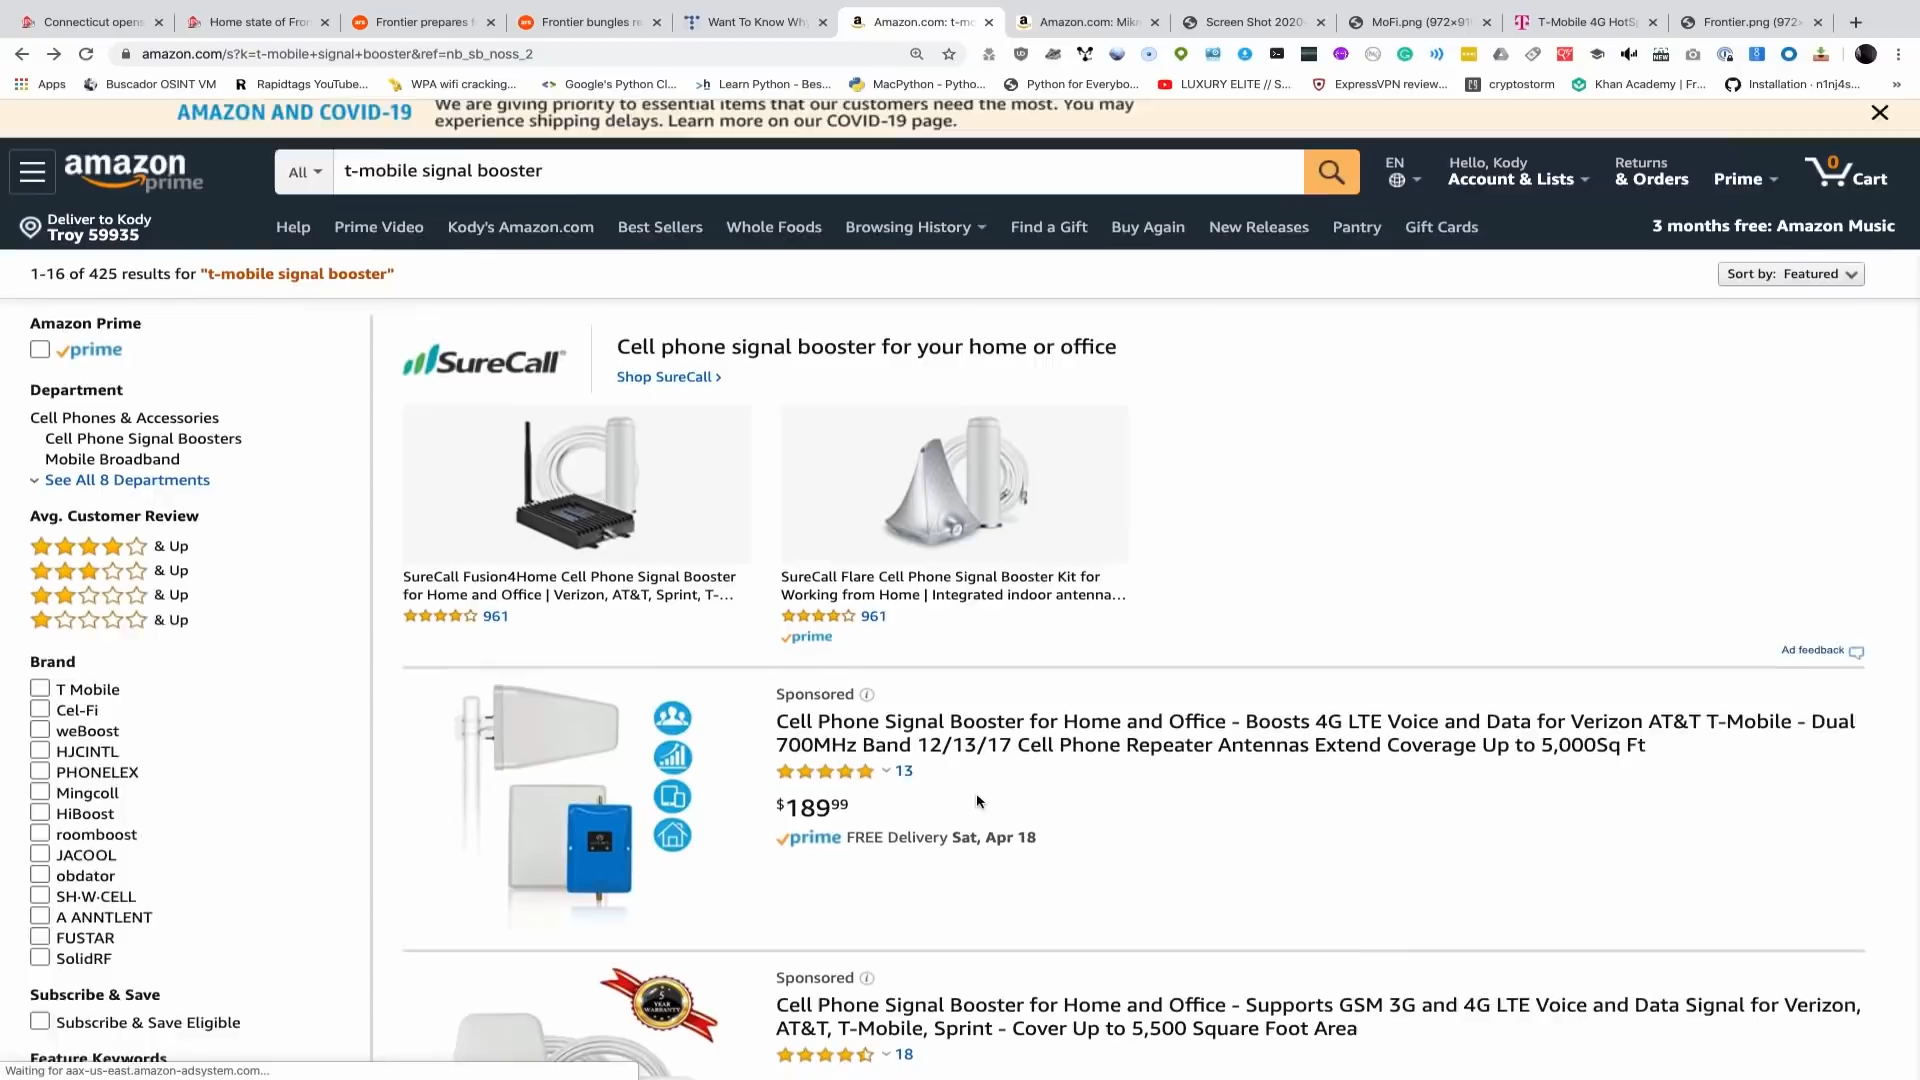 Connecticut opens
Home state of Fron
Frontier prepares f
Frontier bundles re
Want To Know Wh
Amazon.com: t-mo
Amazon.com: Mikr
Screen Shot 2020-
MoFi.png (972×91
T-Mobile 4G HotS
Frontier.png (972×
amazon.com/s?k=t-mobile+signal+booster&ref=nb_sb_noss_2
Apps
Buscador OSINT VM
Rapidtags YouTube...
WPA wifi cracking...
Google's Python Cl...
Learn Python - Bes...
MacPython - Pytho...
Python for Everybo...
LUXURY ELITE // S...
ExpressVPN review...
cryptostorm
Khan Academy | Fr...
Installation · n1nj4s...
AMAZON AND COVID-19
We are giving priority to essential items that our customers need the most. You may
experience shipping delays. Learn more on our COVID-19 page.
amazon prime
All
t-mobile signal booster
EN
Hello, Kody
Account & Lists
Returns
& Orders
Prime
0
Cart
Deliver to Kody
Troy 59935
Help
Prime Video
Kody's Amazon.com
Best Sellers
Whole Foods
Browsing History
Find a Gift
Buy Again
New Releases
Pantry
Gift Cards
3 months free: Amazon Music
1-16 of 425 results for "t-mobile signal booster"
Sort by: Featured
Amazon Prime
prime
Department
Cell Phones & Accessories
Cell Phone Signal Boosters
Mobile Broadband
See All 8 Departments
Avg. Customer Review
& Up
& Up
& Up
& Up
Brand
T Mobile
Cel-Fi
weBoost
HJCINTL
PHONELEX
Mingcoll
HiBoost
roomboost
JACOOL
obdator
SH·W·CELL
A ANNTLENT
FUSTAR
SolidRF
Subscribe & Save
Subscribe & Save Eligible
Feature Keywords
SureCall
Cell phone signal booster for your home or office
Shop SureCall ›
SureCall Fusion4Home Cell Phone Signal Booster
for Home and Office | Verizon, AT&T, Sprint, T-...
961
SureCall Flare Cell Phone Signal Booster Kit for
Working from Home | Integrated indoor antenna...
961
prime
Ad feedback
Sponsored
Cell Phone Signal Booster for Home and Office - Boosts 4G LTE Voice and Data for Verizon AT&T T-Mobile - Dual
700MHz Band 12/13/17 Cell Phone Repeater Antennas Extend Coverage Up to 5,000Sq Ft
13
$189.99
prime FREE Delivery Sat, Apr 18
5 YEAR WARRANTY
Sponsored
Cell Phone Signal Booster for Home and Office - Supports GSM 3G and 4G LTE Voice and Data Signal for Verizon,
AT&T, T-Mobile, Sprint - Cover Up to 5,500 Square Foot Area
18
Waiting for aax-us-east.amazon-adsystem.com...